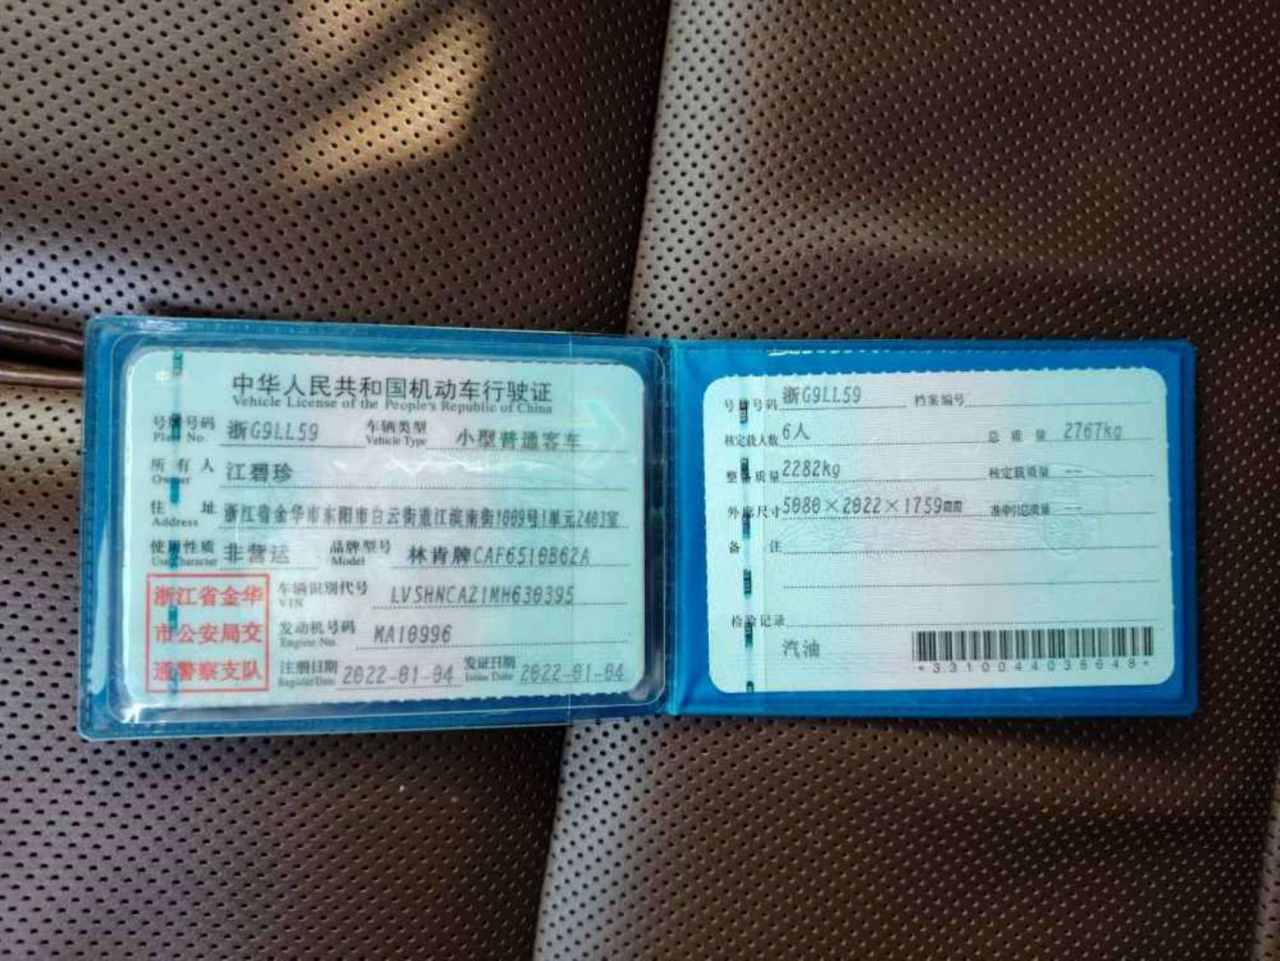 中华人民共和国机动车行驶证
Vehicle License of the People's Republic of China
号牌号码 浙G9LL59 车辆类型 小型普通客车
Plate No. Vehicle Type
所有人 江碧珍
Owner
住址 浙江省金华市东阳市白云街道江滨南街1009号1单元2403室
Address
使用性质 非营运 品牌型号 林肯牌CAF6510B62A
Use Character Model
浙江省金华
市公安局交
通警察支队
车辆识别代号 LVSHNCAZ1MH630395
VIN
发动机号码 MA10996
Engine No.
注册日期 2022-01-04 发证日期 2022-01-04
Register Date Issue Date
号牌号码 浙G9LL59 档案编号
核定载人数 6人 总质量 2767kg
整备质量 2282kg 核定载质量 --
外廓尺寸 5080×2022×1759mm 准牵引总质量 --
备注
检验记录
汽油
*3310044038648*